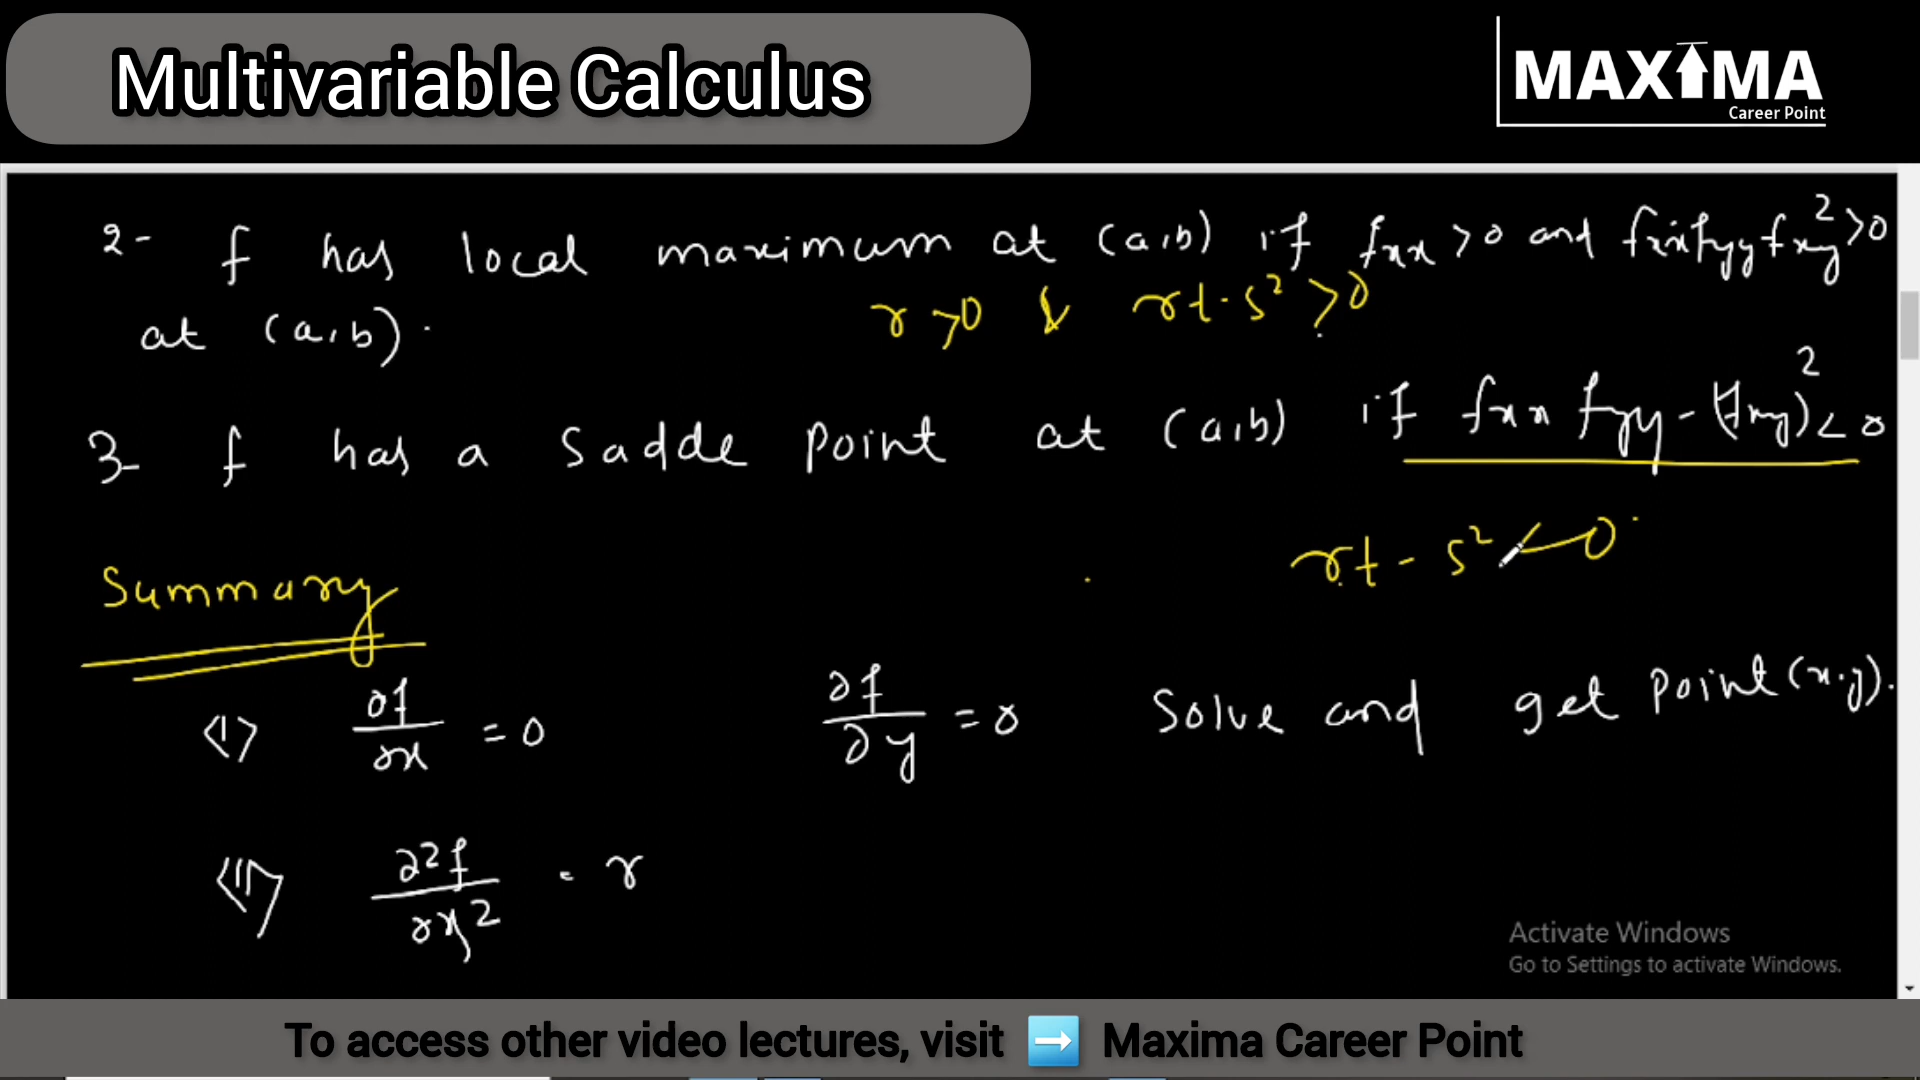 Multivariable Calculus
MAXIMA
Career Point
2- f has local maximum at (a,b) if fxx >0 and fxx fyy - fxy² >0
at (a,b).
r >0 & rt - s² >0
3- f has a Sadde point at (a,b) if fxx fyy - (fxy)² < 0
rt - s² < 0
Summary
(i) ∂f/∂x = 0 ∂f/∂y = 0 Solve and get point (x,y).
(ii) ∂²f/∂x² = r
Activate Windows
Go to Settings to activate Windows.
To access other video lectures, visit ➡ Maxima Career Point